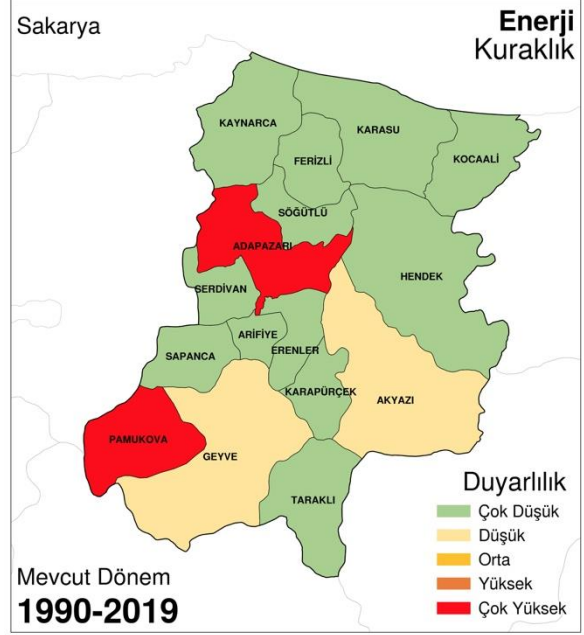 Sakarya
Enerji
Kuraklık
KAYNARCA
KARASU
FERİZLİ
KOCAALİ
SÖĞÜTLÜ
ADAPAZARI
HENDEK
SERDİVAN
ARİFİYE
ERENLER
SAPANCA
KARAPÜRÇEK
AKYAZI
PAMUKOVA
GEYVE
TARAKLI
Duyarlılık
Çok Düşük
Düşük
Orta
Yüksek
Çok Yüksek
Mevcut Dönem
1990-2019